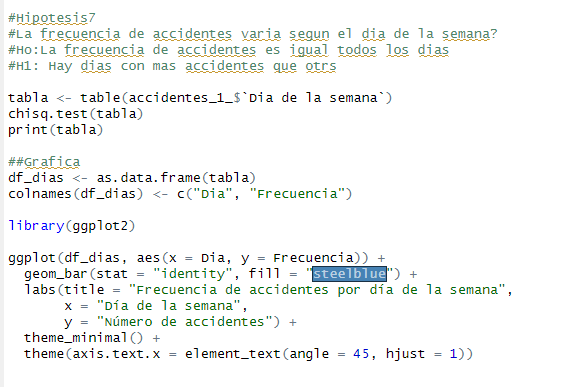 #Hipotesis7
#La frecuencia de accidentes varia segun el dia de la semana?
#Ho:La frecuencia de accidentes es igual todos los dias
#H1: Hay dias con mas accidentes que otrs
tabla <- table(accidentes_1_$`Dia de la semana`)
chisq.test(tabla)
print(tabla)
##Grafica
df_dias <- as.data.frame(tabla)
colnames(df_dias) <- c("Dia", "Frecuencia")
library(ggplot2)
ggplot(df_dias, aes(x = Dia, y = Frecuencia)) +
  geom_bar(stat = "identity", fill = "steelblue") +
  labs(title = "Frecuencia de accidentes por día de la semana",
       x = "Día de la semana",
       y = "Número de accidentes") +
  theme_minimal() +
  theme(axis.text.x = element_text(angle = 45, hjust = 1))